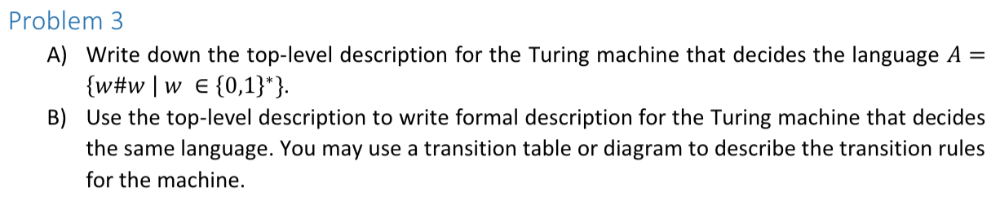 Problem 3
A) Write down the top-level description for the Turing machine that decides the language A =
{w#w | w ∈ {0,1}*}.
B) Use the top-level description to write formal description for the Turing machine that decides
the same language. You may use a transition table or diagram to describe the transition rules
for the machine.